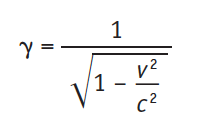 γ = 1 / √(1 − v² / c²)